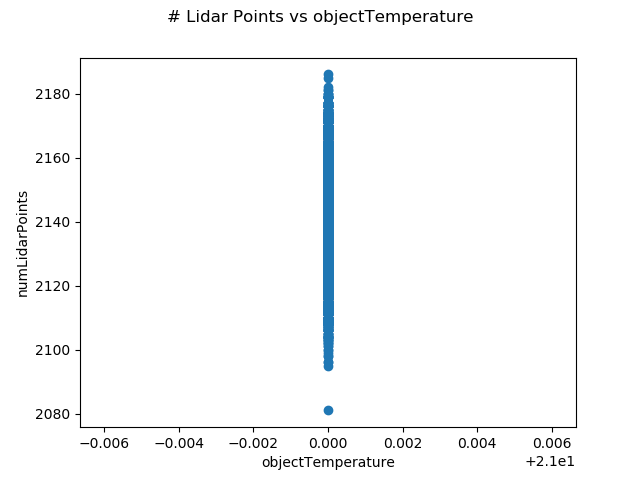 # Lidar Points vs objectTemperature
numLidarPoints
2180
2160
2140
2120
2100
2080
−0.006 −0.004 −0.002 0.000 0.002 0.004 0.006
objectTemperature
+2.1e1